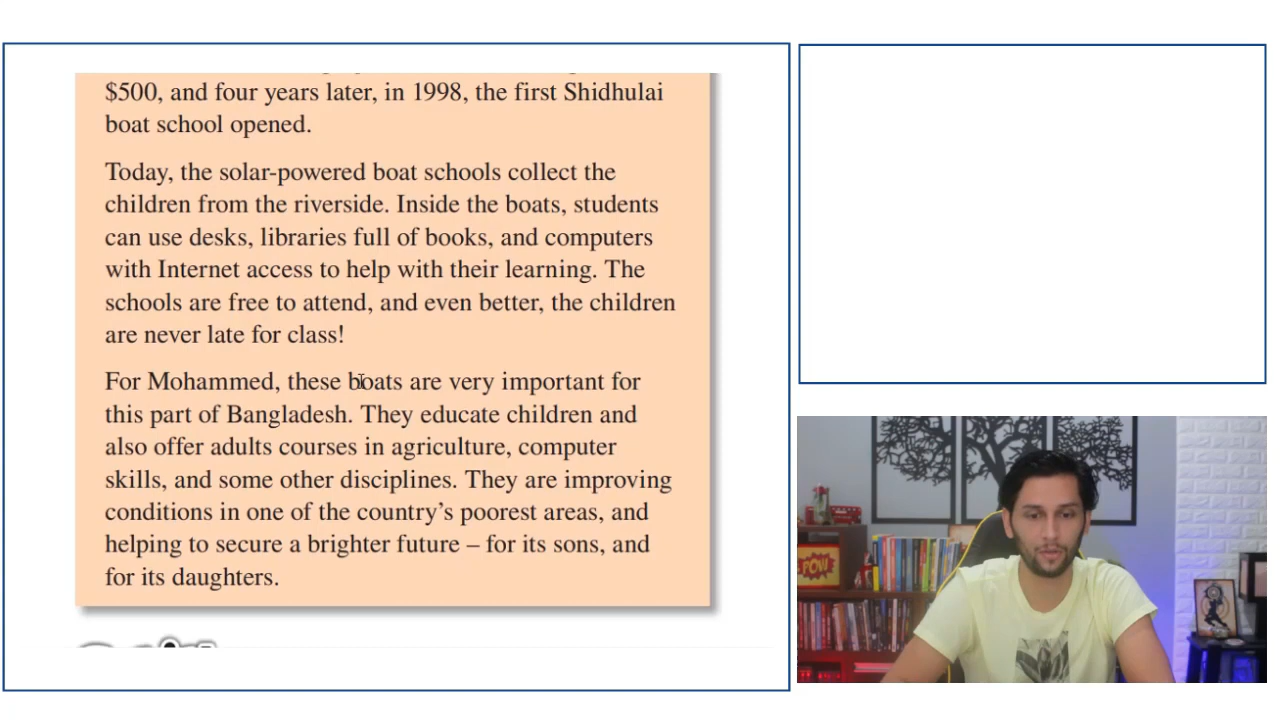 $500, and four years later, in 1998, the first Shidhulai
boat school opened.
Today, the solar-powered boat schools collect the
children from the riverside. Inside the boats, students
can use desks, libraries full of books, and computers
with Internet access to help with their learning. The
schools are free to attend, and even better, the children
are never late for class!
For Mohammed, these boats are very important for
this part of Bangladesh. They educate children and
also offer adults courses in agriculture, computer
skills, and some other disciplines. They are improving
conditions in one of the country’s poorest areas, and
helping to secure a brighter future – for its sons, and
for its daughters.
POW